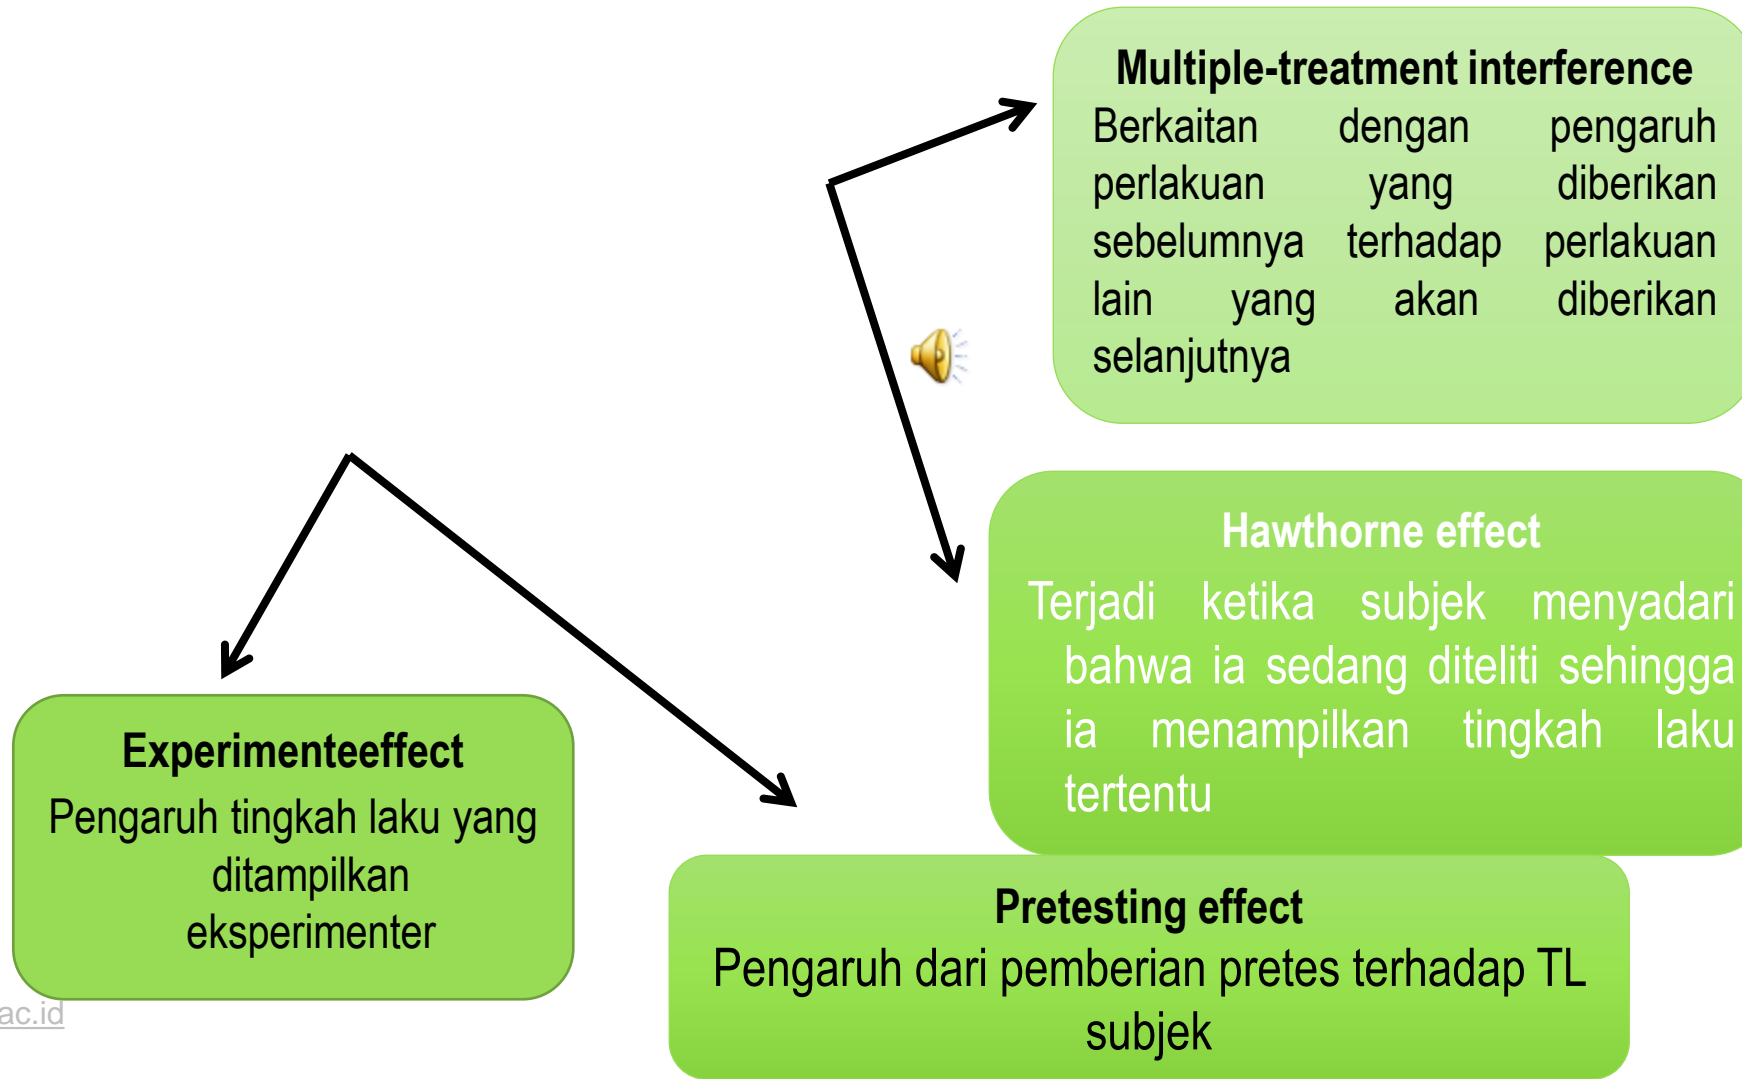 Multiple-treatment interference
Berkaitan dengan pengaruh
perlakuan yang diberikan
sebelumnya terhadap perlakuan
lain yang akan diberikan
selanjutnya
Hawthorne effect
Terjadi ketika subjek menyadari
bahwa ia sedang diteliti sehingga
ia menampilkan tingkah laku
tertentu
Experimenteeffect
Pengaruh tingkah laku yang
ditampilkan
eksperimenter
Pretesting effect
Pengaruh dari pemberian pretes terhadap TL
subjek
ac.id